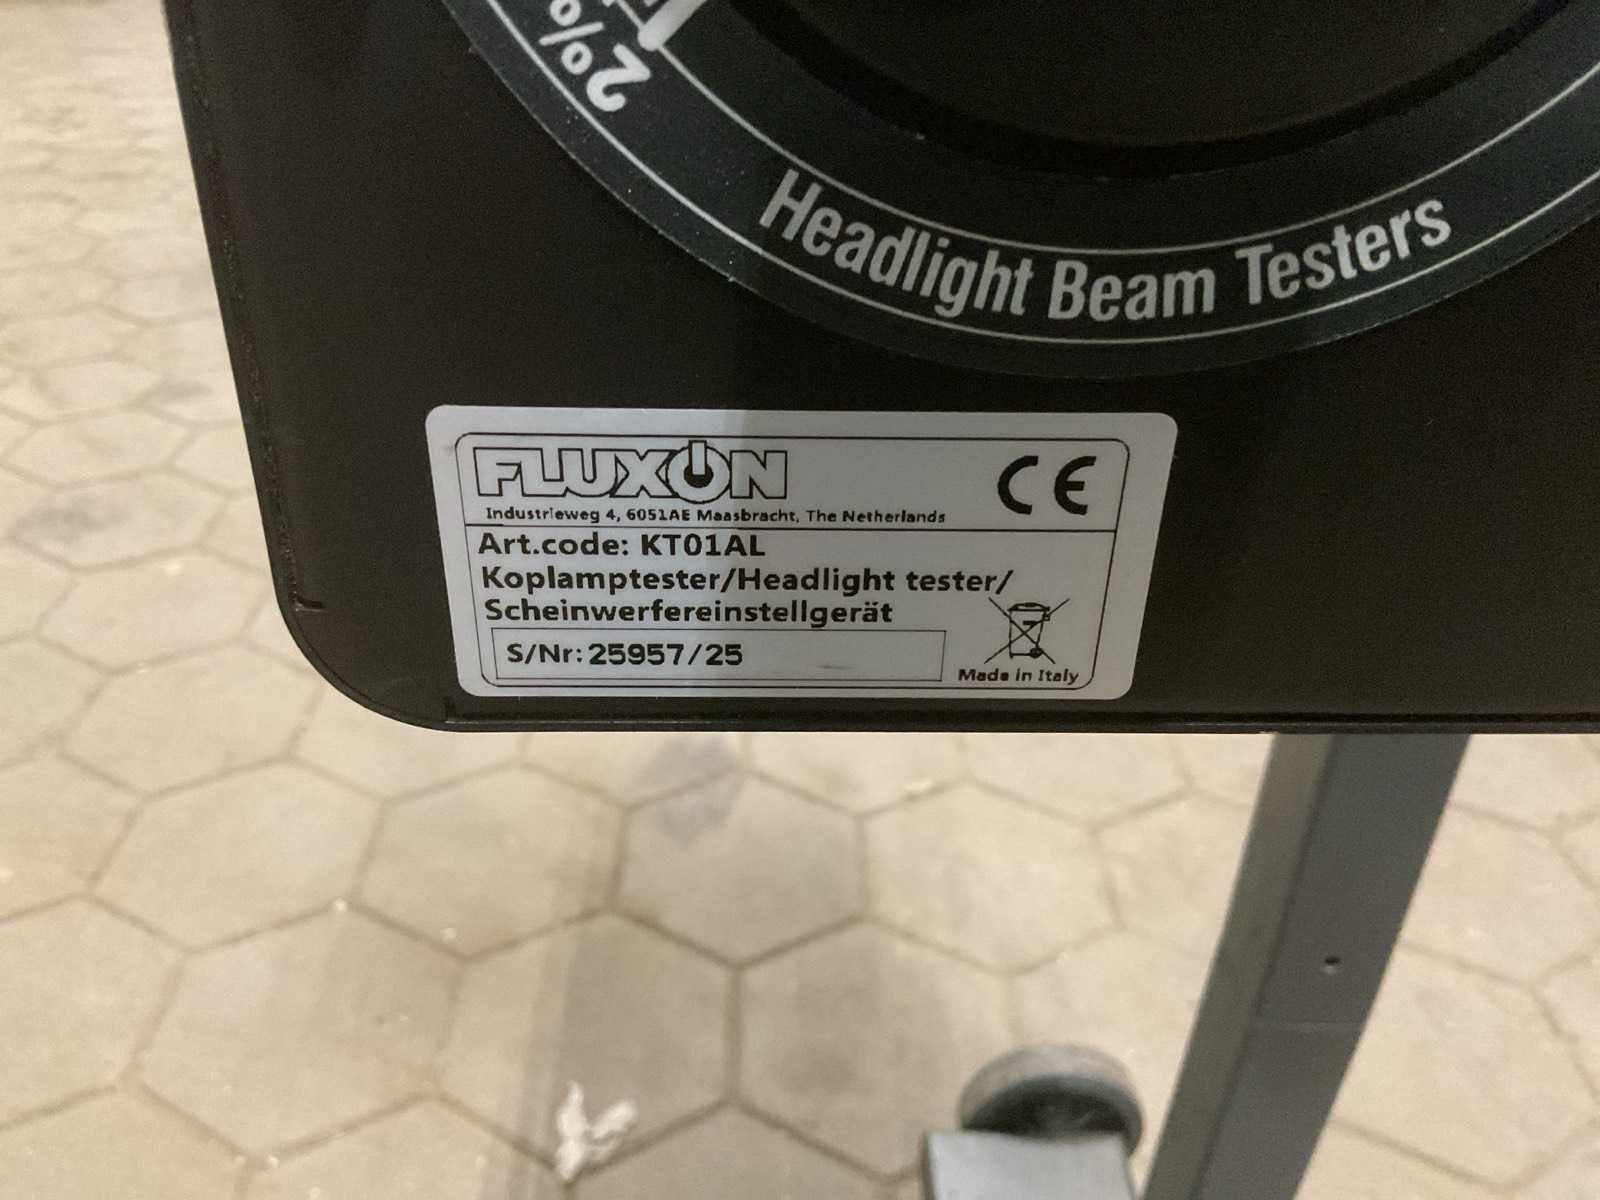 2%
Headlight Beam Testers
FLUXON
CE
Industrieweg 4, 6051AE Maasbracht, The Netherlands
Art.code: KT01AL
Koplamptester/Headlight tester/
Scheinwerfereinstellgerät
S/Nr: 25957/25
Made in Italy